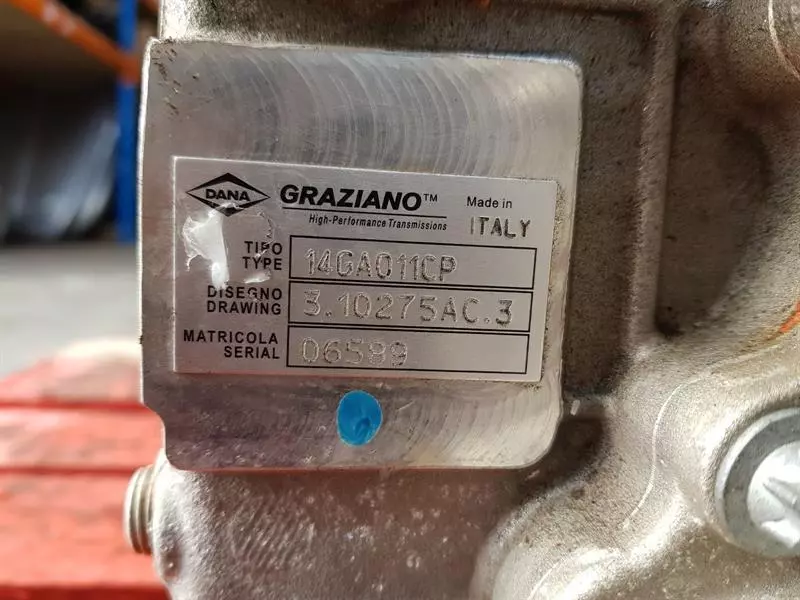 DANA
GRAZIANO™
High-Performance Transmissions
Made in
ITALY
TIPO
TYPE
14GA011CP
DISEGNO
DRAWING
3.10275AC.3
MATRICOLA
SERIAL
06589